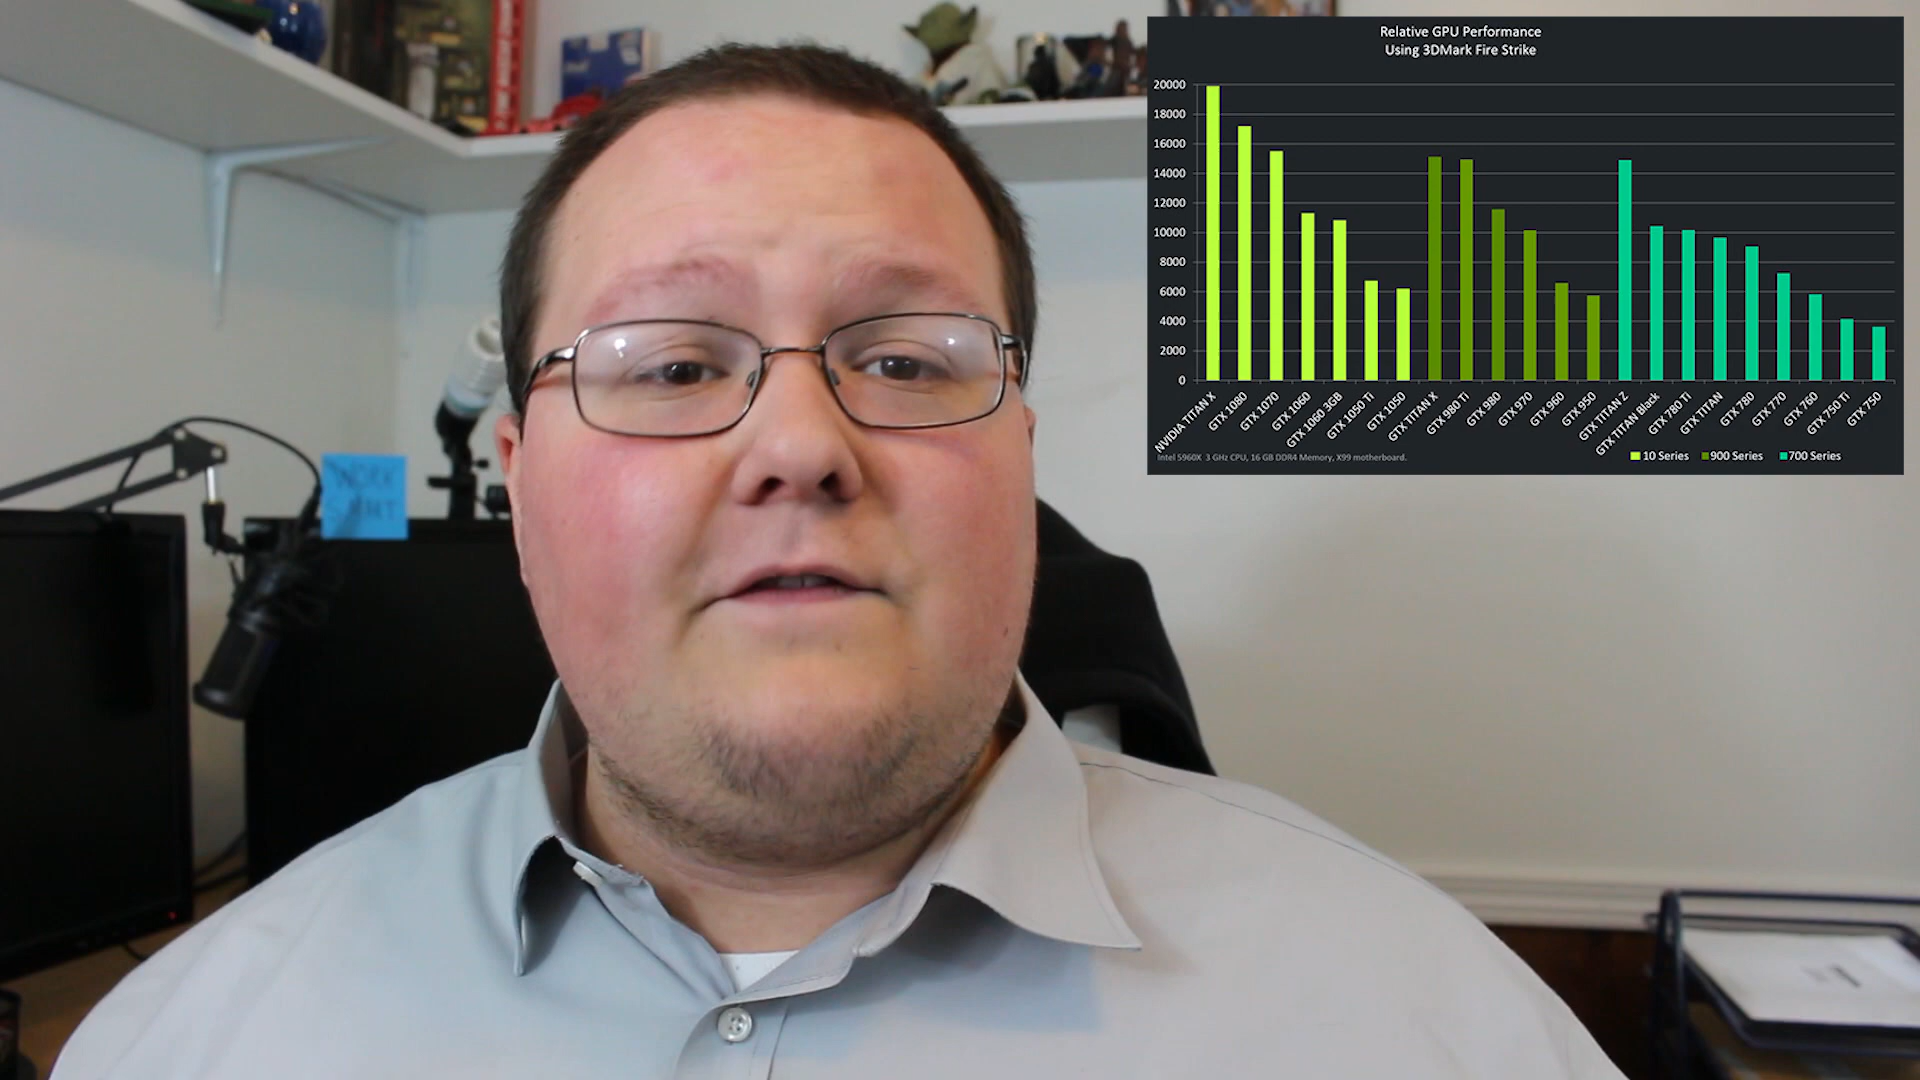 Relative GPU Performance
Using 3DMark Fire Strike
20000
18000
16000
14000
12000
10000
8000
6000
4000
2000
0
NVIDIA TITAN X
GTX 1080
GTX 1070
GTX 1060
GTX 1060 3GB
GTX 1050 Ti
GTX 1050
GTX TITAN X
GTX 980 Ti
GTX 980
GTX 970
GTX 960
GTX 950
GTX TITAN Z
GTX TITAN Black
GTX 780 Ti
GTX TITAN
GTX 780
GTX 770
GTX 760
GTX 750 Ti
GTX 750
10 Series
900 Series
700 Series
Intel 5960X 3 GHz CPU, 16 GB DDR4 Memory, X99 motherboard.
WORK